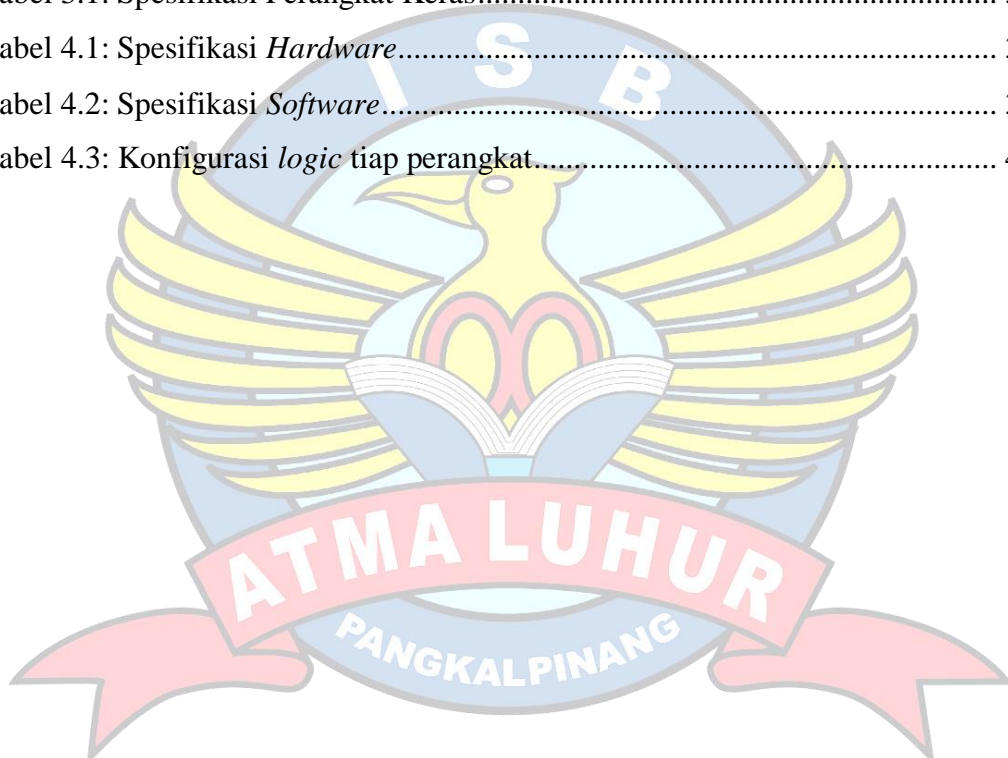 abel 3.1: Spesifikasi Perangkat Keras
abel 4.1: Spesifikasi Hardware
abel 4.2: Spesifikasi Software
abel 4.3: Konfigurasi logic tiap perangkat
I S B
ATMA LUHUR
PANGKALPINANG